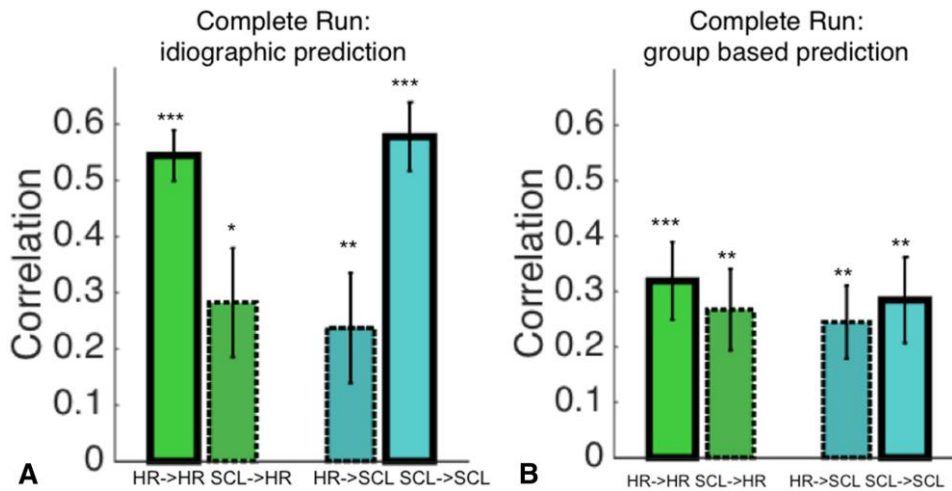 Complete Run:
idiographic prediction
Correlation
0.6
0.5
0.4
0.3
0.2
0.1
0
***
*
**
***
HR->HR SCL->HR
HR->SCL SCL->SCL
A
Complete Run:
group based prediction
Correlation
0.6
0.5
0.4
0.3
0.2
0.1
0
***
**
**
**
HR->HR SCL->HR
HR->SCL SCL->SCL
B